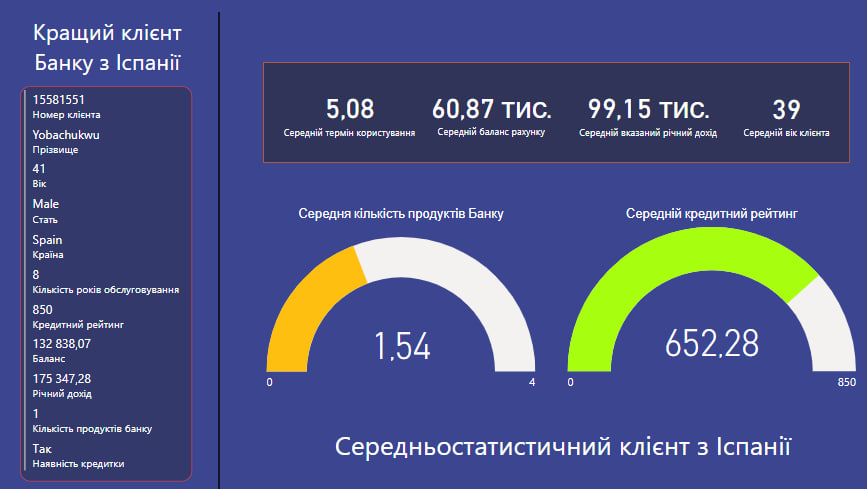 Кращий клієнт
Банку з Іспанії
15581551
Номер клієнта
Yobachukwu
Прізвище
41
Вік
Male
Стать
Spain
Країна
8
Кількість років обслуговування
850
Кредитний рейтинг
132 838,07
Баланс
175 347,28
Річний дохід
1
Кількість продуктів банку
Так
Наявність кредитки
5,08
Середній термін користування
60,87 тис.
Середній баланс рахунку
99,15 тис.
Середній вказаний річний дохід
39
Середній вік клієнта
Середня кількість продуктів Банку
1,54
0
4
Середній кредитний рейтинг
652,28
0
850
Середньостатистичний клієнт з Іспанії